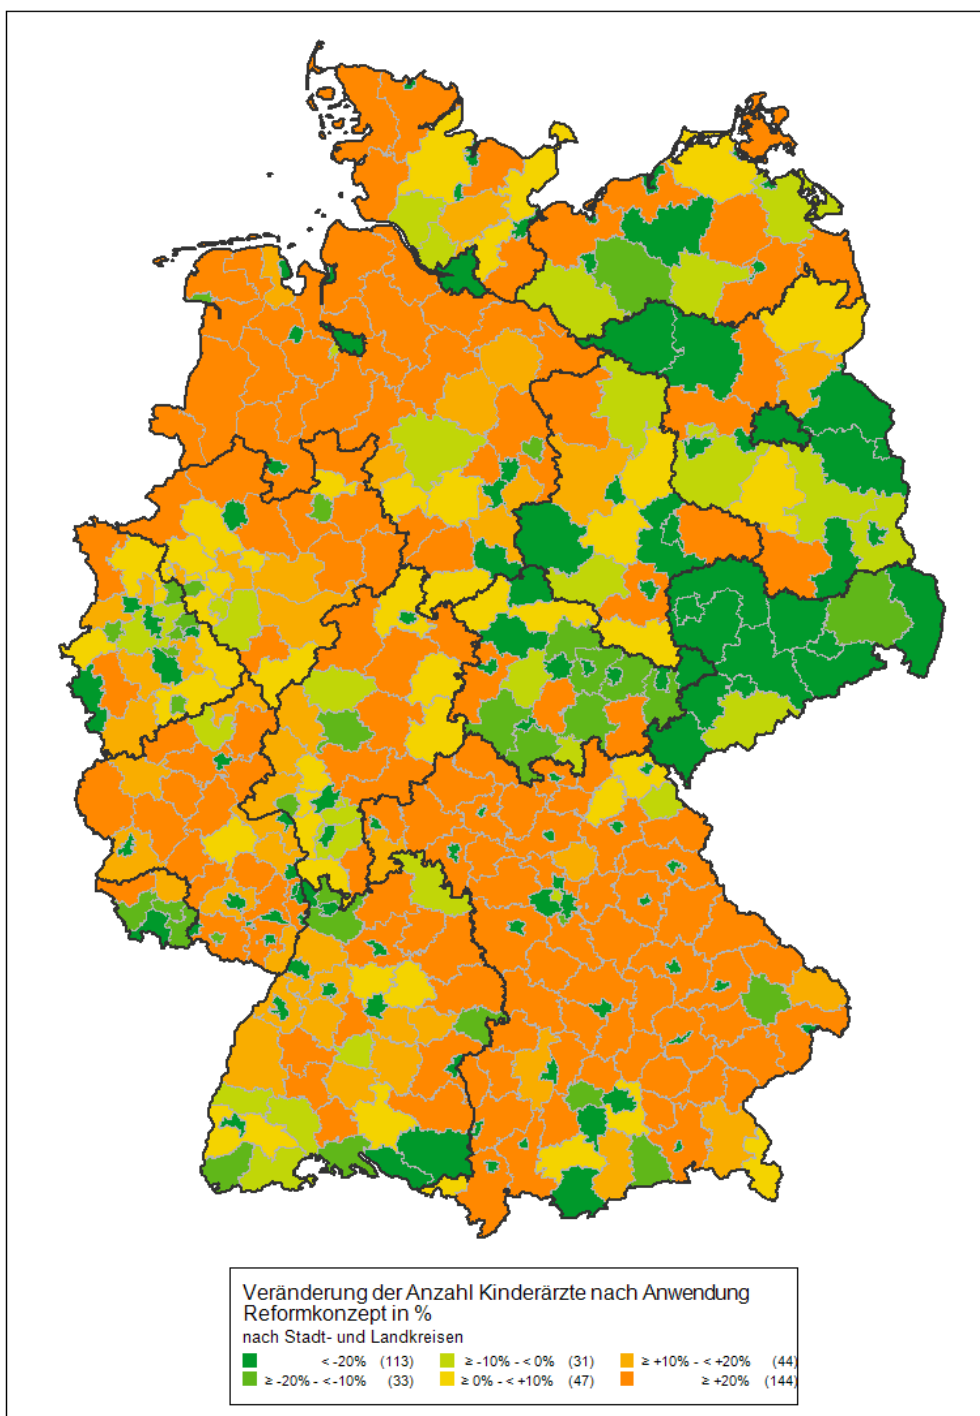 Veränderung der Anzahl Kinderärzte nach Anwendung
Reformkonzept in %
nach Stadt- und Landkreisen
< -20% (113) ≥ -10% - < 0% (31) ≥ +10% - < +20% (44)
≥ -20% - < -10% (33) ≥ 0% - < +10% (47) ≥ +20% (144)